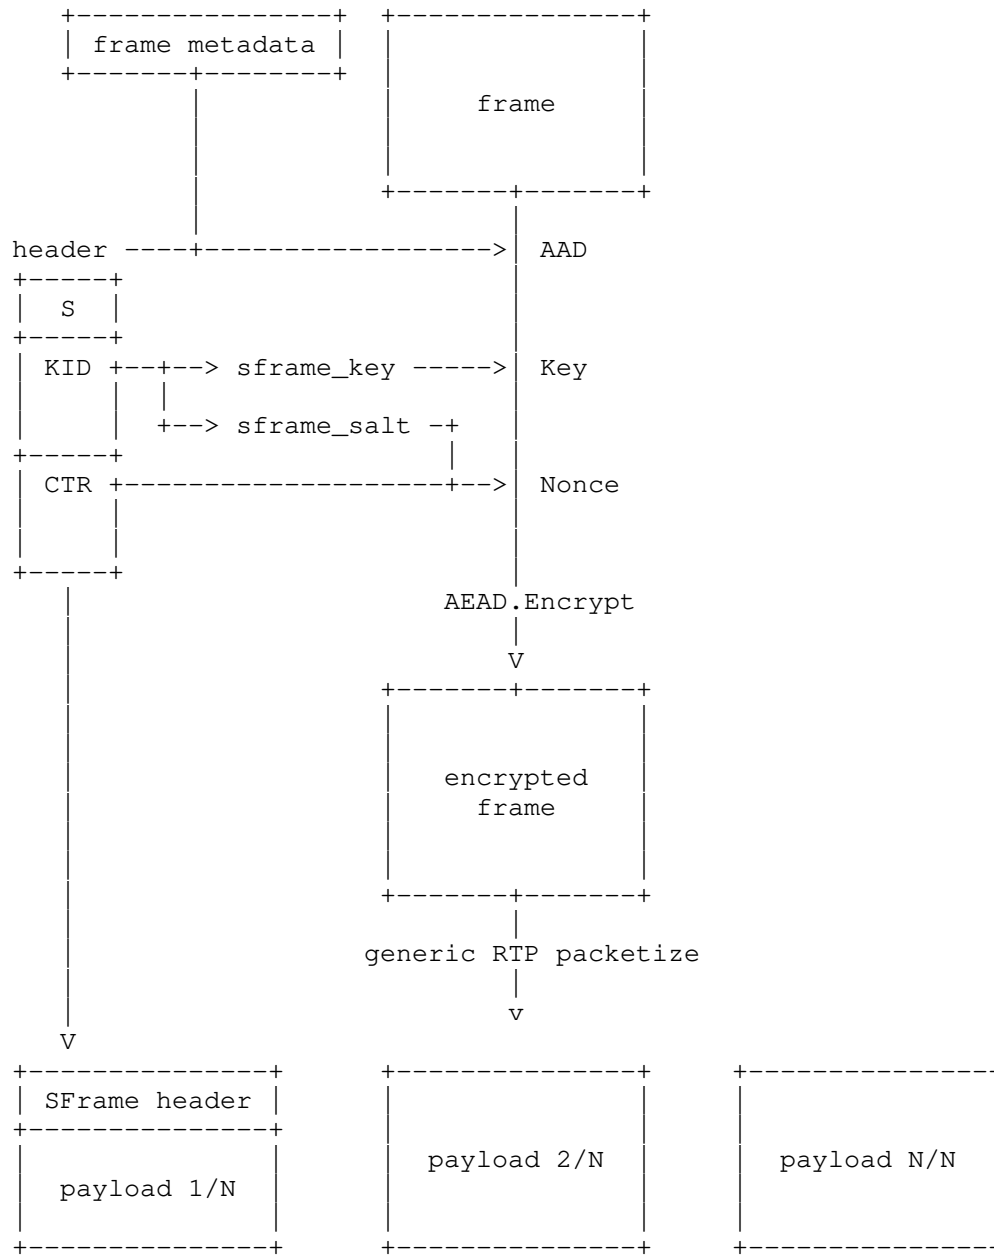 frame metadata
frame
header AAD
S
KID sframe_key Key
sframe_salt
CTR Nonce
AEAD.Encrypt
V
encrypted
frame
generic RTP packetize
v
V
SFrame header
payload 2/N payload N/N
payload 1/N